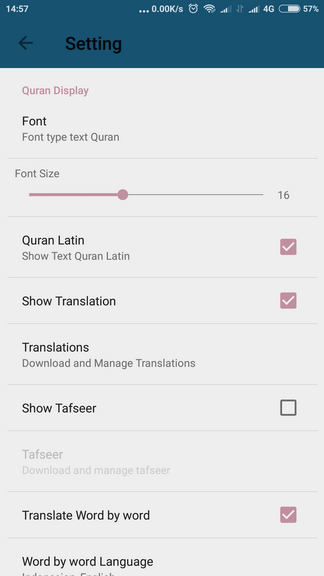 14:57
... 0.00K/s 4G 57%
Setting
Quran Display
Font
Font type text Quran
Font Size
16
Quran Latin
Show Text Quran Latin
Show Translation
Translations
Download and Manage Translations
Show Tafseer
Tafseer
Download and manage tafseer
Translate Word by word
Word by word Language
Indonesian, English